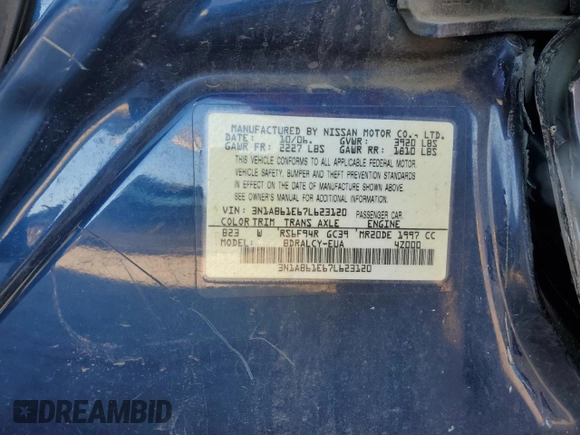 MANUFACTURED BY NISSAN MOTOR CO., LTD.
DATE: 10/06. GVWR: 3920 LBS
GAWR FR: 2227 LBS GAWR RR: 1610 LBS
THIS VEHICLE CONFORMS TO ALL APPLICABLE FEDERAL MOTOR
VEHICLE SAFETY, BUMPER AND THEFT PREVENTION STANDARDS
IN EFFECT ON THE DATE OF MANUFACTURE SHOWN ABOVE.
SEE OWNER'S MANUAL FOR ADDITIONAL INFORMATION.
VIN: 3N1AB61E67L623120 PASSENGER CAR
COLOR TRIM TRANS AXLE ENGINE
B23 W RS6F94R GC39 MR20DE 1997 CC
MODEL: BDRALCY-EUA 4Z000
3N1AB61E67L623120
DREAMBID